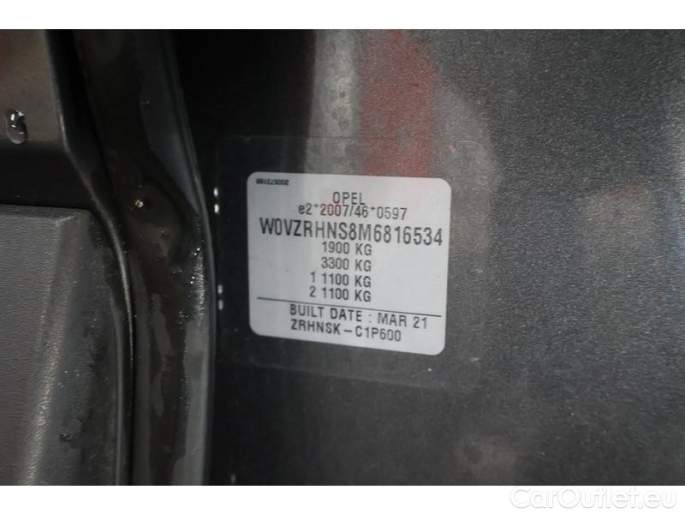 200673198
OPEL
e2*2007/46*0597
W0VZRHNS8M6816534
1900 KG
3300 KG
1 1100 KG
2 1100 KG
BUILT DATE : MAR 21
ZRHNSK-C1P600
CarOutlet.eu